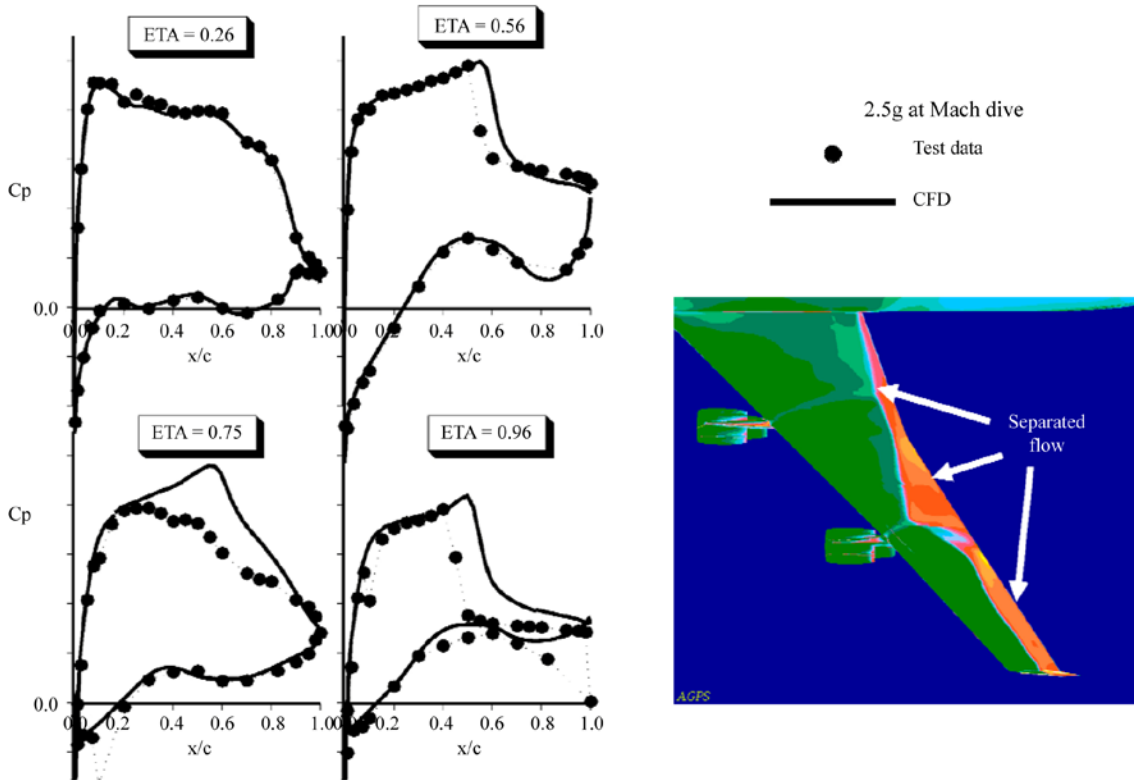 ETA = 0.26
ETA = 0.56
Cp
0.0
0.0 0.2 0.4 0.6 0.8 1.0
x/c
0.0 0.2 0.4 0.6 0.8 1.0
x/c
ETA = 0.75
ETA = 0.96
Cp
0.0
0.0 0.2 0.4 0.6 0.8 1.0
x/c
0.0 0.2 0.4 0.6 0.8 1.0
x/c
2.5g at Mach dive
Test data
CFD
Separated
flow
AGPS